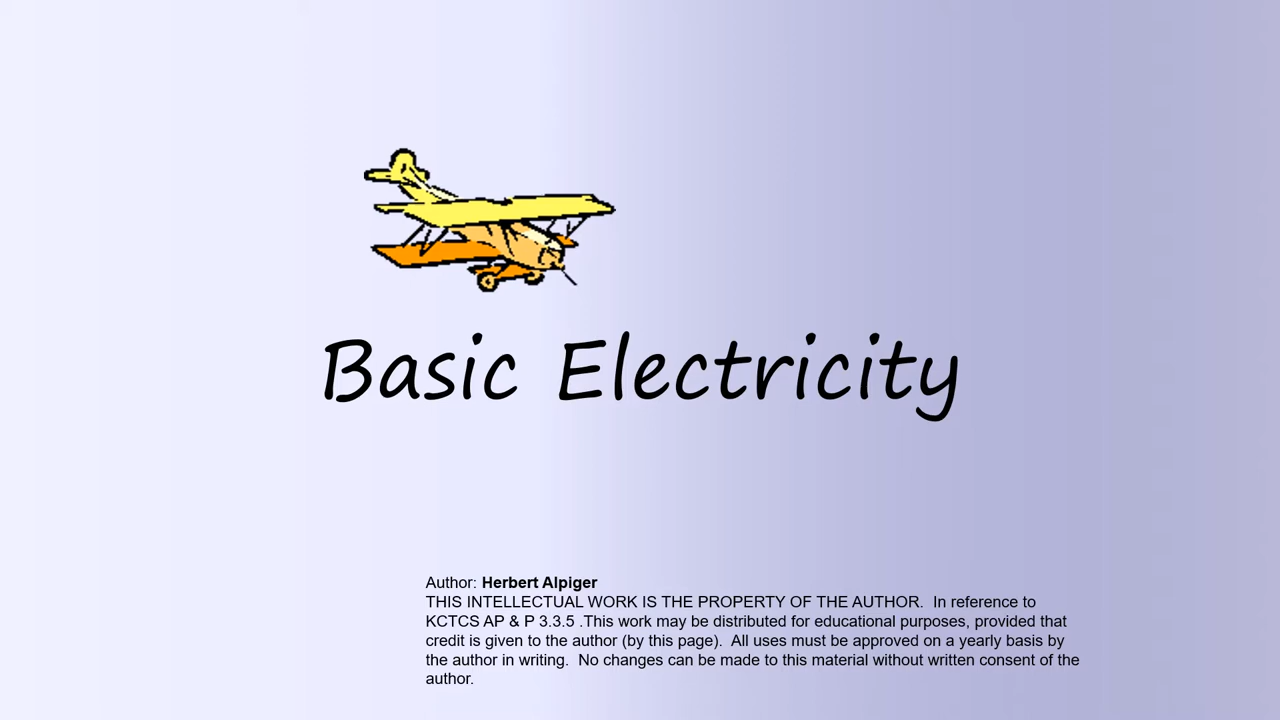 Basic Electricity
Author: Herbert Alpiger
THIS INTELLECTUAL WORK IS THE PROPERTY OF THE AUTHOR.  In reference to
KCTCS AP & P 3.3.5 .This work may be distributed for educational purposes, provided that
credit is given to the author (by this page).  All uses must be approved on a yearly basis by
the author in writing.  No changes can be made to this material without written consent of the
author.